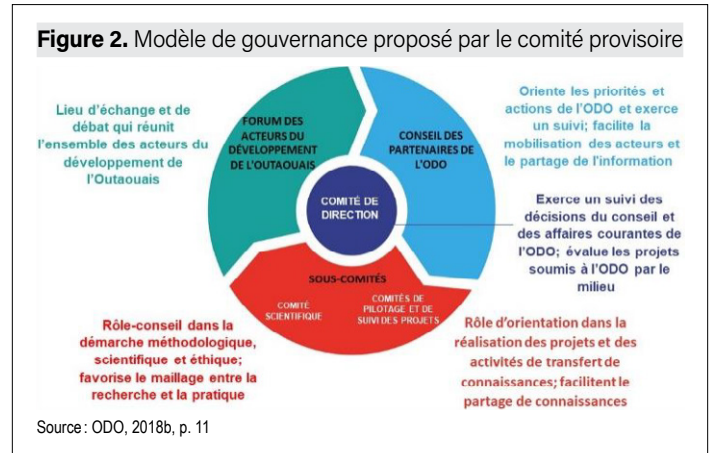 Figure 2. Modèle de gouvernance proposé par le comité provisoire
Lieu d'échange et de
débat qui réunit
l'ensemble des acteurs du
développement de
l'Outaouais
FORUM DES
ACTEURS DU
DÉVELOPPEMENT
DE L'OUTAOUAIS
CONSEIL DES
PARTENAIRES DE
L'ODO
Oriente les priorités et
actions de l'ODO et exerce
un suivi; facilite la
mobilisation des acteurs et
le partage de l'information
COMITÉ DE
DIRECTION
Exerce un suivi des
décisions du conseil et
des affaires courantes de
l'ODO; évalue les projets
soumis à l'ODO par le
milieu
SOUS-COMITÉS
COMITÉ
SCIENTIFIQUE
COMITÉS DE
PILOTAGE ET DE
SUIVI DES PROJETS
Rôle-conseil dans la
démarche méthodologique,
scientifique et éthique;
favorise le maillage entre la
recherche et la pratique
Rôle d'orientation dans la
réalisation des projets et des
activités de transfert de
connaissances; facilitent le
partage de connaissances
Source : ODO, 2018b, p. 11